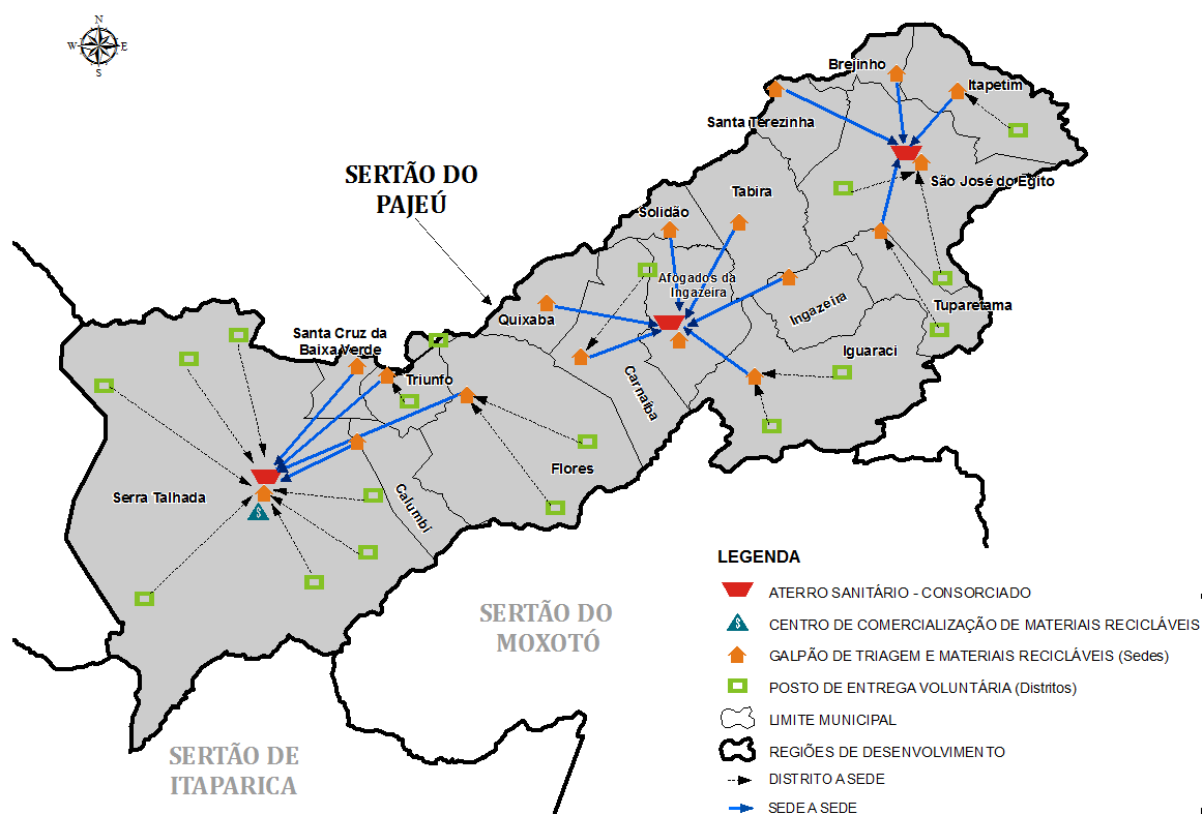 N
W
E
S
Brejinho
Itapetim
Santa Terezinha
SERTÃO DO
PAJEÚ
São José do Egito
Tabira
Solidão
Afogados da
Ingazeira
Ingazeira
Tuparetama
Quixaba
Iguaraci
Santa Cruz da
Baixa Verde
Triunfo
Carnaíba
Flores
Serra Talhada
Calumbi
$
SERTÃO DO
MOXOTÓ
SERTÃO DE
ITAPARICA
LEGENDA
ATERRO SANITÁRIO - CONSORCIADO
$ CENTRO DE COMERCIALIZAÇÃO DE MATERIAIS RECICLÁVEIS
GALPÃO DE TRIAGEM E MATERIAIS RECICLÁVEIS (Sedes)
POSTO DE ENTREGA VOLUNTÁRIA (Distritos)
LIMITE MUNICIPAL
REGIÕES DE DESENVOLVIMENTO
DISTRITO A SEDE
SEDE A SEDE